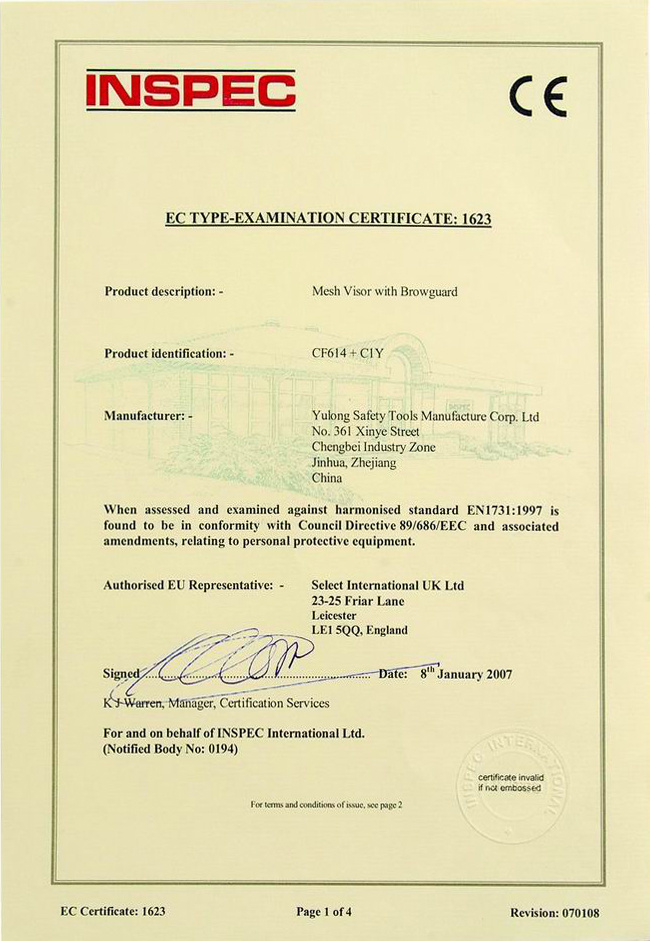 INSPEC
CE
EC TYPE-EXAMINATION CERTIFICATE: 1623
Product description: - Mesh Visor with Browguard
Product identification: - CF614 + C1Y
INSPEC
Manufacturer: - Yulong Safety Tools Manufacture Corp. Ltd
No. 361 Xinye Street
Chengbei Industry Zone
Jinhua, Zhejiang
China
When assessed and examined against harmonised standard EN1731:1997 is
found to be in conformity with Council Directive 89/686/EEC and associated
amendments, relating to personal protective equipment.
Authorised EU Representative: - Select International UK Ltd
23-25 Friar Lane
Leicester
LE1 5QQ, England
Signed Date: 8th January 2007
K J Warren, Manager, Certification Services
For and on behalf of INSPEC International Ltd.
(Notified Body No: 0194)
INSPEC INTERNATIONAL
certificate invalid
if not embossed
For terms and conditions of issue, see page 2
EC Certificate: 1623 Page 1 of 4 Revision: 070108